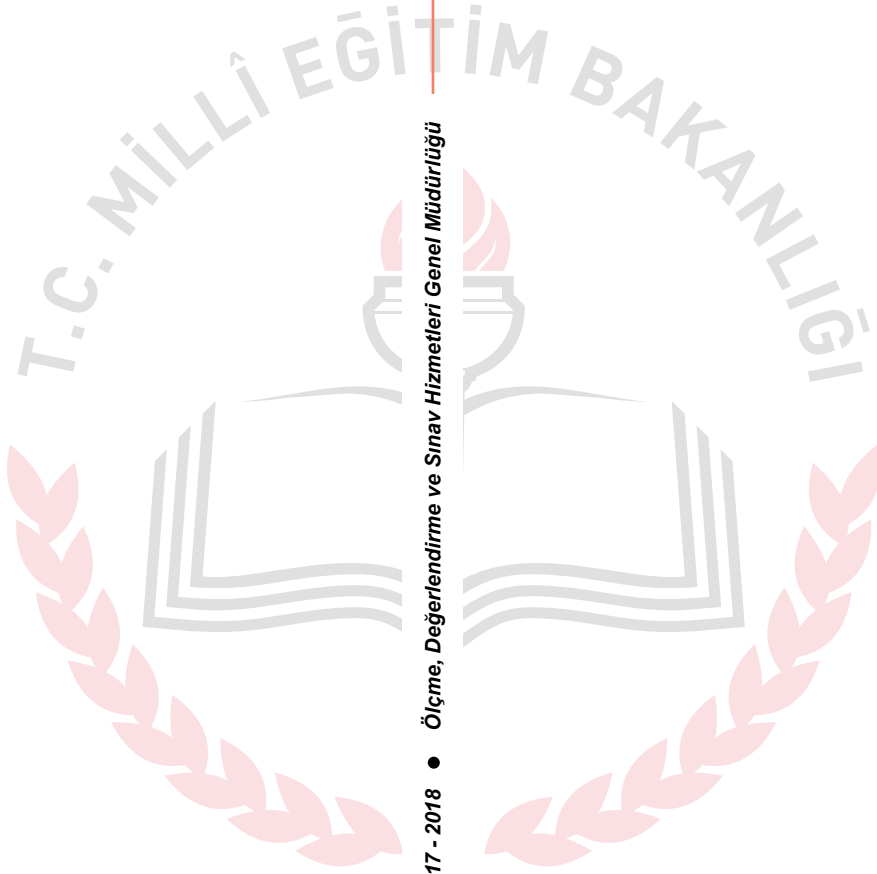 T.C. MİLLÎ EĞİTİM BAKANLIĞI
17 - 2018 ● Ölçme, Değerlendirme ve Sınav Hizmetleri Genel Müdürlüğü